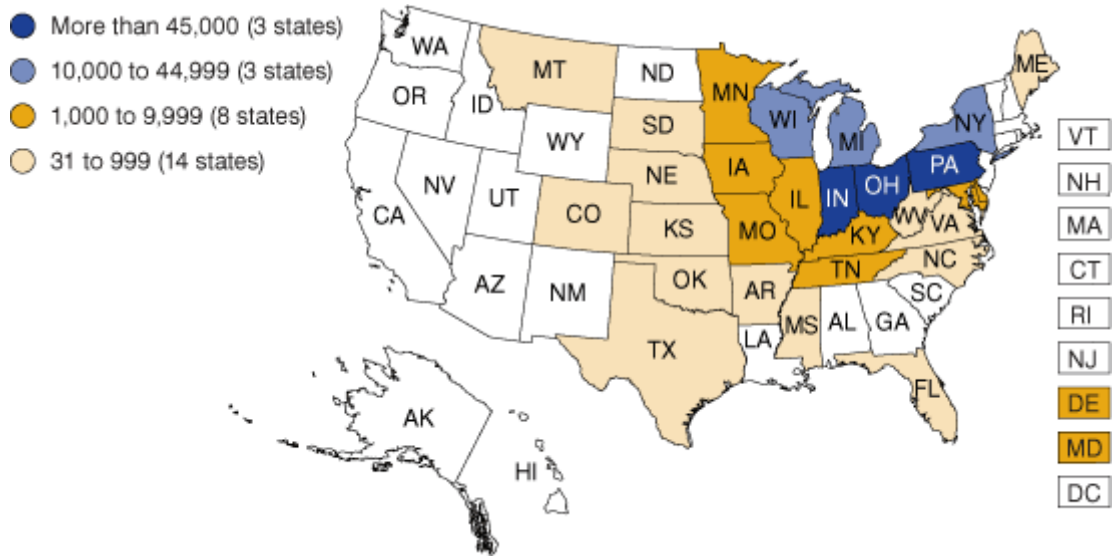 More than 45,000 (3 states)
10,000 to 44,999 (3 states)
1,000 to 9,999 (8 states)
31 to 999 (14 states)
WA
MT
ND
MN
ME
OR
ID
SD
WI
MI
NY
WY
VT
NV
UT
NE
IA
PA
NH
CA
CO
KS
MO
IL
IN
OH
WV
VA
MA
KY
AZ
NM
OK
AR
TN
NC
CT
TX
LA
MS
AL
GA
SC
RI
NJ
FL
DE
AK
HI
MD
DC